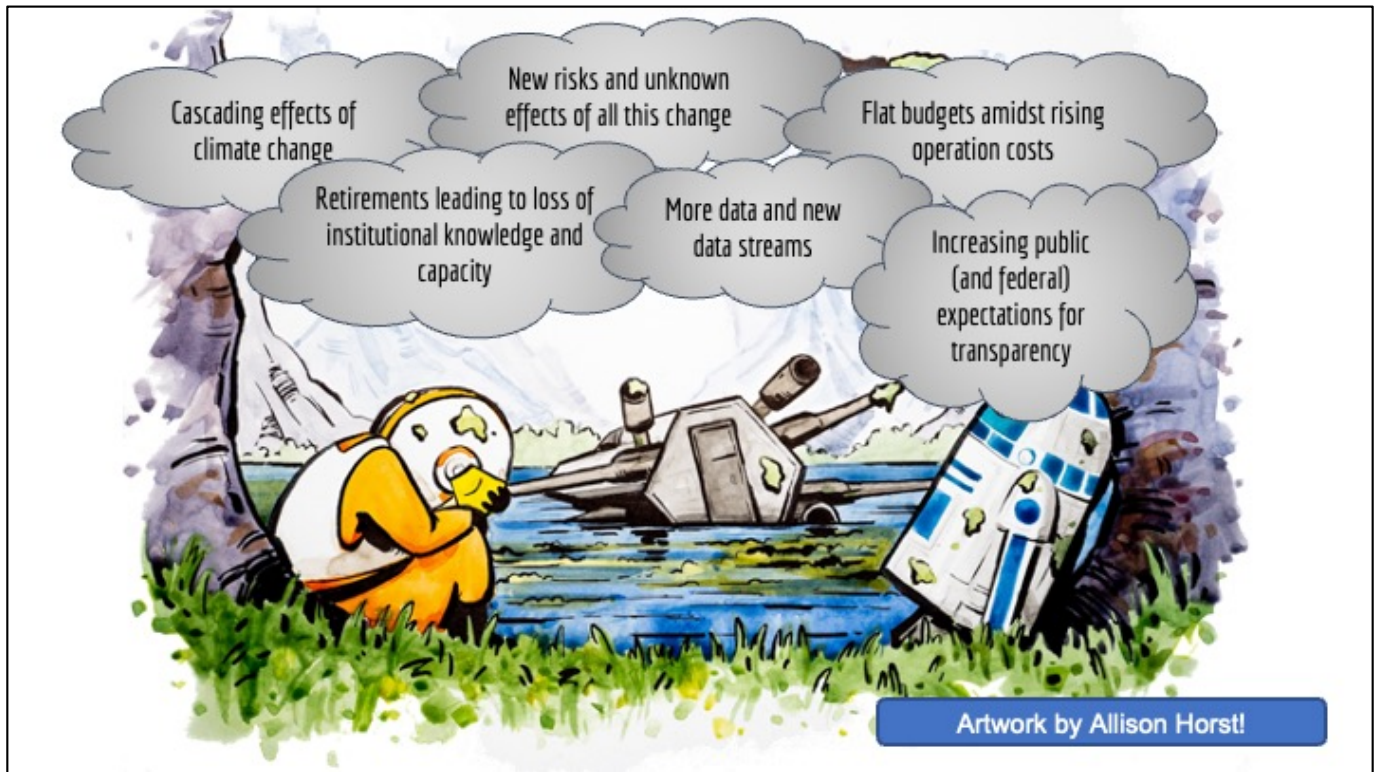 Cascading effects of
climate change
New risks and unknown
effects of all this change
Flat budgets amidst rising
operation costs
Retirements leading to loss of
institutional knowledge and
capacity
More data and new
data streams
Increasing public
(and federal)
expectations for
transparency
Artwork by Allison Horst!